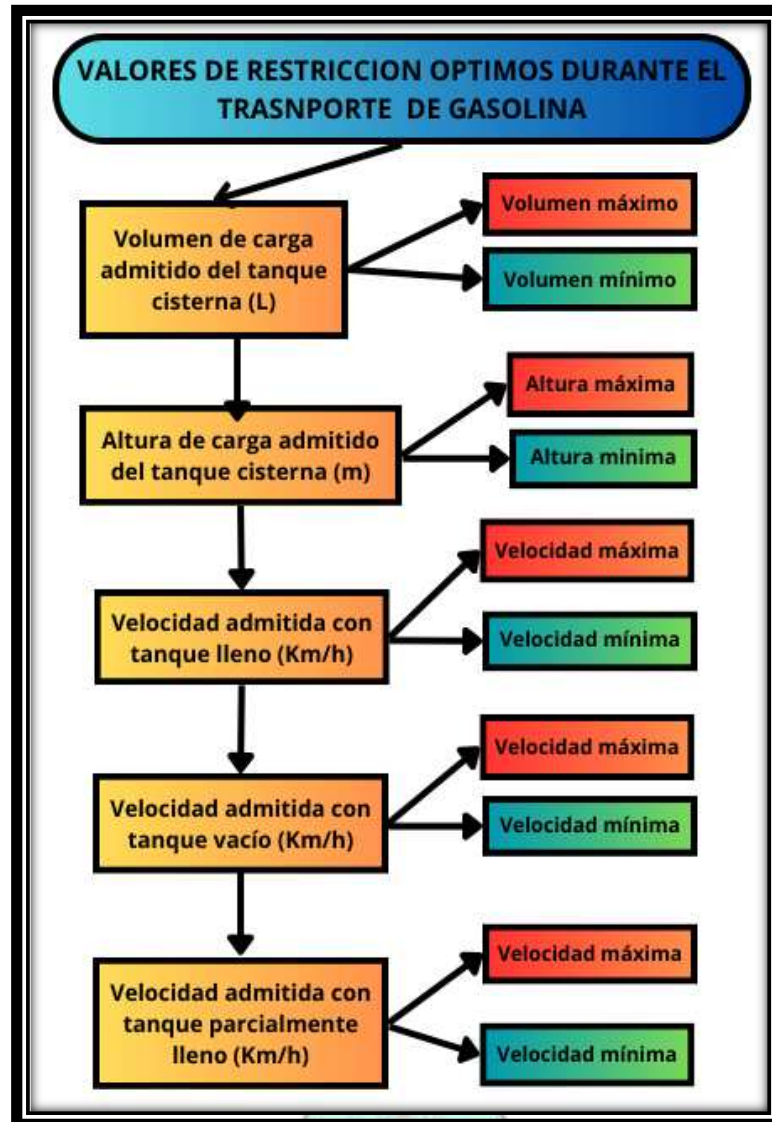 VALORES DE RESTRICCION OPTIMOS DURANTE EL
TRASNPORTE DE GASOLINA
Volumen de carga
admitido del tanque
cisterna (L)
Volumen máximo
Volumen mínimo
Altura de carga admitido
del tanque cisterna (m)
Altura máxima
Altura minima
Velocidad admitida con
tanque lleno (Km/h)
Velocidad máxima
Velocidad mínima
Velocidad admitida con
tanque vacío (Km/h)
Velocidad máxima
Velocidad mínima
Velocidad admitida con
tanque parcialmente
lleno (Km/h)
Velocidad máxima
Velocidad mínima